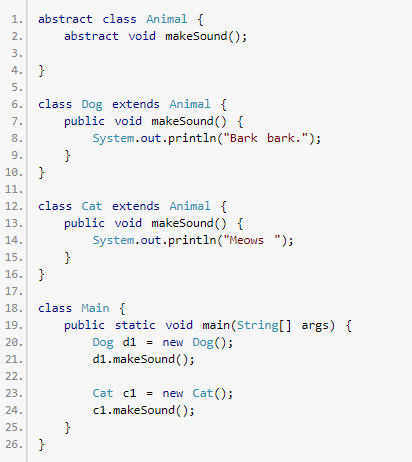 1. abstract class Animal {
2.     abstract void makeSound();
3.
4. }
5.
6. class Dog extends Animal {
7.     public void makeSound() {
8.         System.out.println("Bark bark.");
9.     }
10. }
11.
12. class Cat extends Animal {
13.     public void makeSound() {
14.         System.out.println("Meows ");
15.     }
16. }
17.
18. class Main {
19.     public static void main(String[] args) {
20.         Dog d1 = new Dog();
21.         d1.makeSound();
22.
23.         Cat c1 = new Cat();
24.         c1.makeSound();
25.     }
26. }